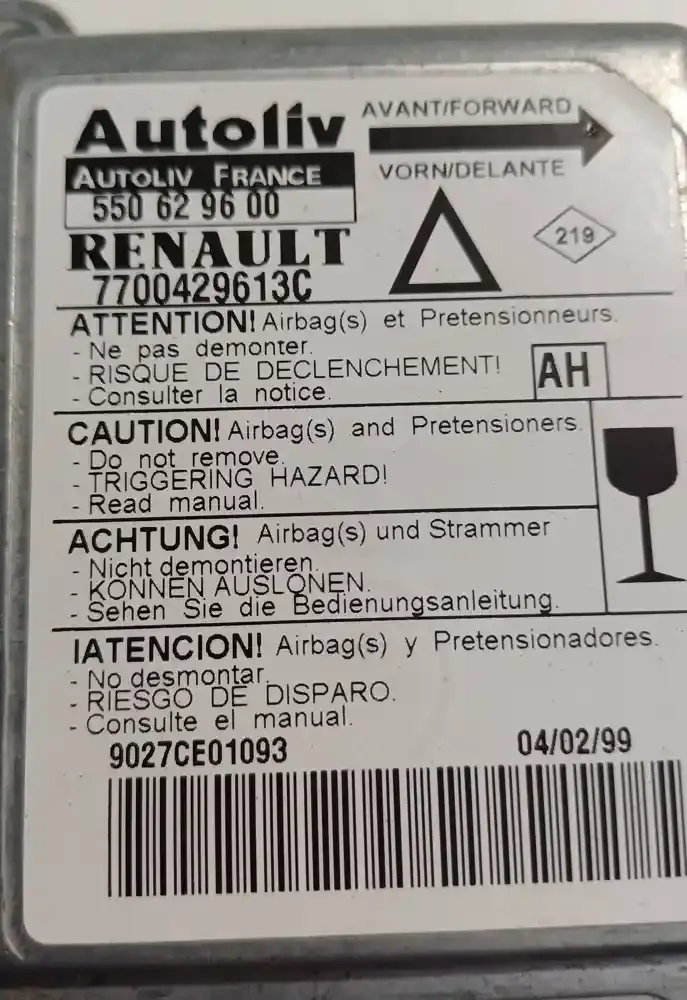 Autoliv
AVANT/FORWARD
AUTOLIV FRANCE
VORN/DELANTE
550 62 96 00
219
RENAULT
7700429613C
ATTENTION! Airbag(s) et Pretensionneurs.
- Ne pas demonter.
- RISQUE DE DECLENCHEMENT!
- Consulter la notice.
AH
CAUTION! Airbag(s) and Pretensioners.
- Do not remove.
- TRIGGERING HAZARD!
- Read manual.
ACHTUNG! Airbag(s) und Strammer
- Nicht demontieren.
- KONNEN AUSLONEN.
- Sehen Sie die Bedienungsanleitung.
IATENCION! Airbag(s) y Pretensionadores.
- No desmontar.
- RIESGO DE DISPARO.
- Consulte el manual.
9027CE01093
04/02/99